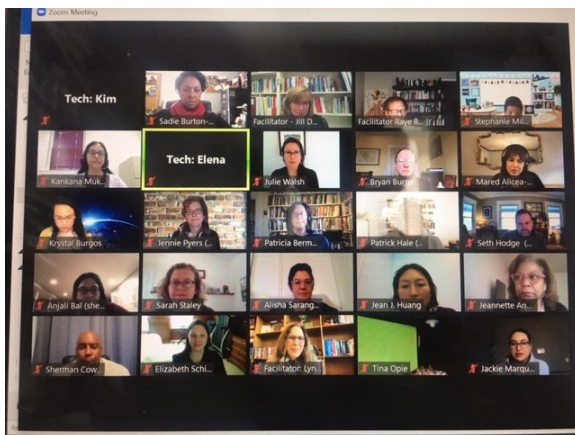 Zoom Meeting
Tech: Kim
Sadie Burton-...
Facilitator - Jill D...
Facilitator Raye R...
Stephanie Mil...
Kankana Muk...
Tech: Elena
Julie Walsh
Bryan Burns
Mared Alicea-...
Krystal Burgos
Jennie Pyers (...
Patricia Berm...
Patrick Hale (...
Seth Hodge (...
Anjali Bal (she...
Sarah Staley
Alisha Sarang...
Jean J. Huang
Jeannette An...
Sherman Cow...
Elizabeth Schi...
Facilitator: Lyn...
Tina Opie
Jackie Marqu...